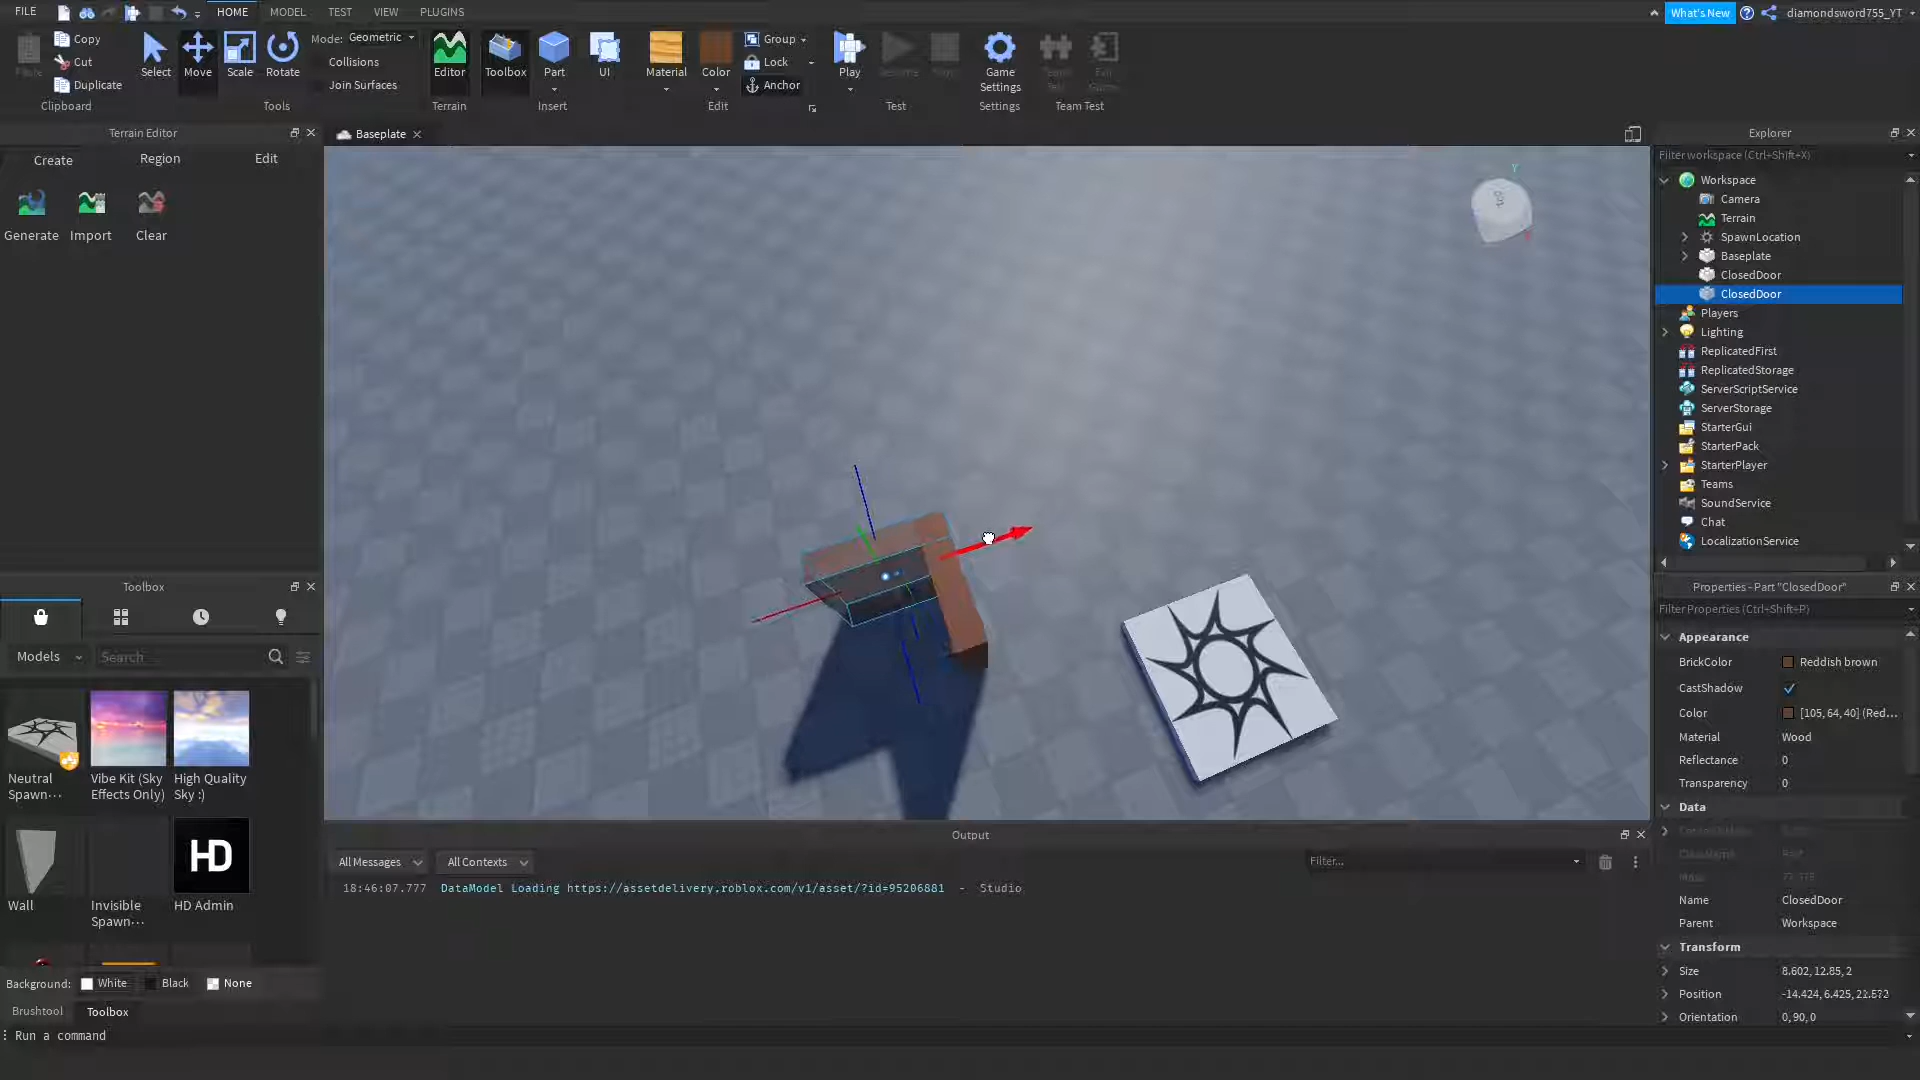 FILE
HOME
MODEL
TEST
VIEW
PLUGINS
What's New
diamondsword755_YT
Copy
Cut
Duplicate
Clipboard
Select
Move
Scale
Rotate
Mode: Geometric
Collisions
Join Surfaces
Tools
Editor
Terrain
Toolbox
Part
UI
Insert
Material
Color
Group
Lock
Anchor
Edit
Play
Test
Game
Settings
Settings
Team Test
Terrain Editor
Create
Region
Edit
Generate
Import
Clear
Baseplate
Y
Explorer
Filter workspace (Ctrl+Shift+X)
Workspace
Camera
Terrain
SpawnLocation
Baseplate
ClosedDoor
ClosedDoor
Players
Lighting
ReplicatedFirst
ReplicatedStorage
ServerScriptService
ServerStorage
StarterGui
StarterPack
StarterPlayer
Teams
SoundService
Chat
LocalizationService
Toolbox
Models
Search
Neutral
Spawn...
Vibe Kit (Sky
Effects Only)
High Quality
Sky :)
Wall
Invisible
Spawn...
HD
HD Admin
Background:
White
Black
None
Brushtool
Toolbox
Run a command
Output
All Messages
All Contexts
Filter...
18:46:07.777 DataModel Loading https://assetdelivery.roblox.com/v1/asset/?id=95206881 - Studio
Properties - Part "ClosedDoor"
Filter Properties (Ctrl+Shift+P)
Appearance
BrickColor Reddish brown
CastShadow
Color [105, 64, 40] (Red...
Material Wood
Reflectance 0
Transparency 0
Data
Name ClosedDoor
Parent Workspace
Transform
Size 8.602, 12.85, 2
Position -14.424, 6.425, 21.572
Orientation 0, 90, 0